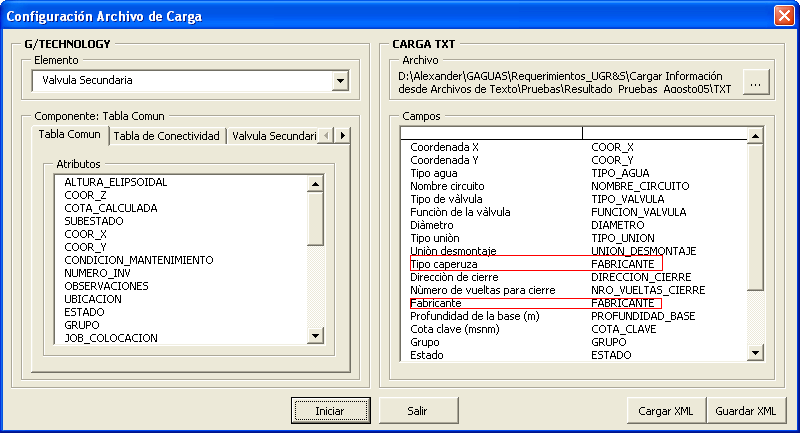 Configuración Archivo de Carga
G/TECHNOLOGY
Elemento
Valvula Secundaria
Componente: Tabla Comun
Tabla Comun
Tabla de Conectividad
Valvula Secundari
Atributos
ALTURA_ELIPSOIDAL
COOR_Z
COTA_CALCULADA
SUBESTADO
COOR_X
COOR_Y
CONDICION_MANTENIMIENTO
NUMERO_INV
OBSERVACIONES
UBICACION
ESTADO
GRUPO
JOB_COLOCACION
CARGA TXT
Archivo
D:\Alexander\GAGUAS\Requerimientos_UGR&S\Cargar Información
desde Archivos de Texto\Pruebas\Resultado Pruebas Agosto05\TXT
...
Campos
Coordenada X COOR_X
Coordenada Y COOR_Y
Tipo agua TIPO_AGUA
Nombre circuito NOMBRE_CIRCUITO
Tipo de vàlvula TIPO_VALVULA
Funciòn de la vàlvula FUNCION_VALVULA
Diàmetro DIAMETRO
Tipo uniòn TIPO_UNION
Uniòn desmontaje UNION_DESMONTAJE
Tipo caperuza FABRICANTE
Direcciòn de cierre DIRECCION_CIERRE
Nùmero de vueltas para cierre NRO_VUELTAS_CIERRE
Fabricante FABRICANTE
Profundidad de la base (m) PROFUNDIDAD_BASE
Cota clave (msnm) COTA_CLAVE
Grupo GRUPO
Estado ESTADO
Iniciar
Salir
Cargar XML
Guardar XML